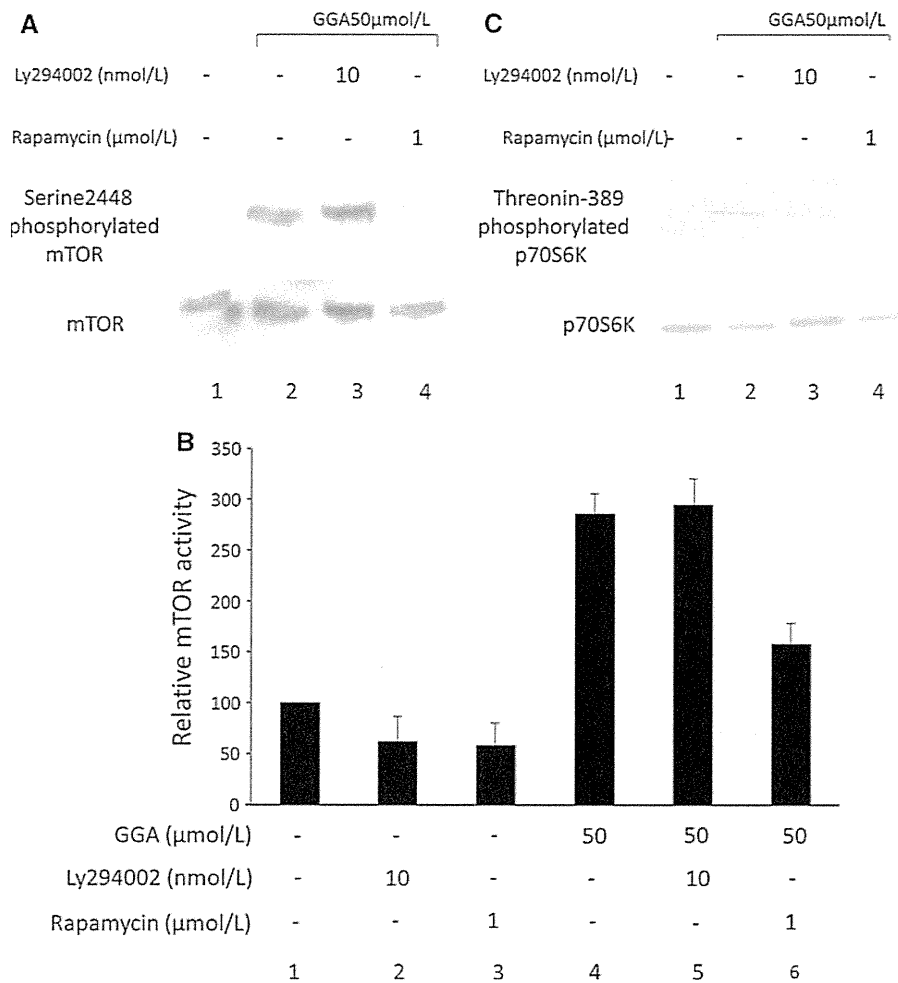 A
GGA50µmol/L
Ly294002 (nmol/L) - - 10 -
Rapamycin (µmol/L) - - - 1
Serine2448
phosphorylated
mTOR
mTOR
1 2 3 4
C
GGA50µmol/L
Ly294002 (nmol/L) - - 10 -
Rapamycin (µmol/L) - - - 1
Threonin-389
phosphorylated
p70S6K
p70S6K
1 2 3 4
B
Relative mTOR activity
350
300
250
200
150
100
50
0
GGA (µmol/L) - - - 50 50 50
Ly294002 (nmol/L) - 10 - - 10 -
Rapamycin (µmol/L) - - 1 - - 1
1 2 3 4 5 6